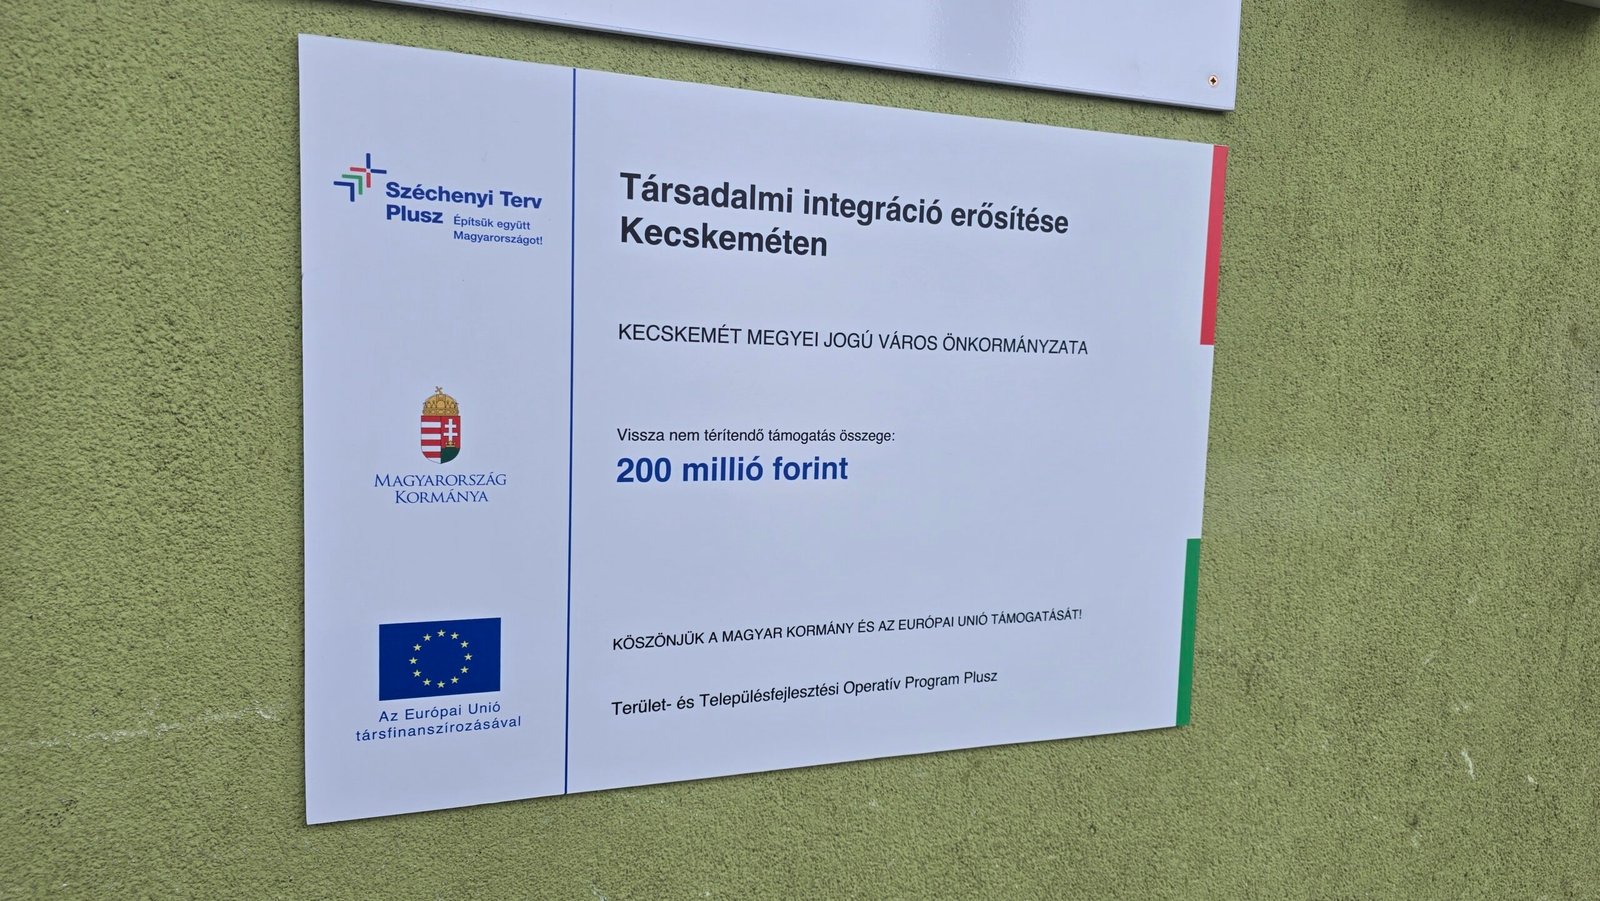 Széchenyi Terv
Plusz Építsük együtt
Magyarországot!
MAGYARORSZÁG
KORMÁNYA
Az Európai Unió
társfinanszírozásával
Társadalmi integráció erősítése
Kecskeméten
KECSKEMÉT MEGYEI JOGÚ VÁROS ÖNKORMÁNYZATA
Vissza nem térítendő támogatás összege:
200 millió forint
KÖSZÖNJÜK A MAGYAR KORMÁNY ÉS AZ EURÓPAI UNIÓ TÁMOGATÁSÁT!
Terület- és Településfejlesztési Operatív Program Plusz